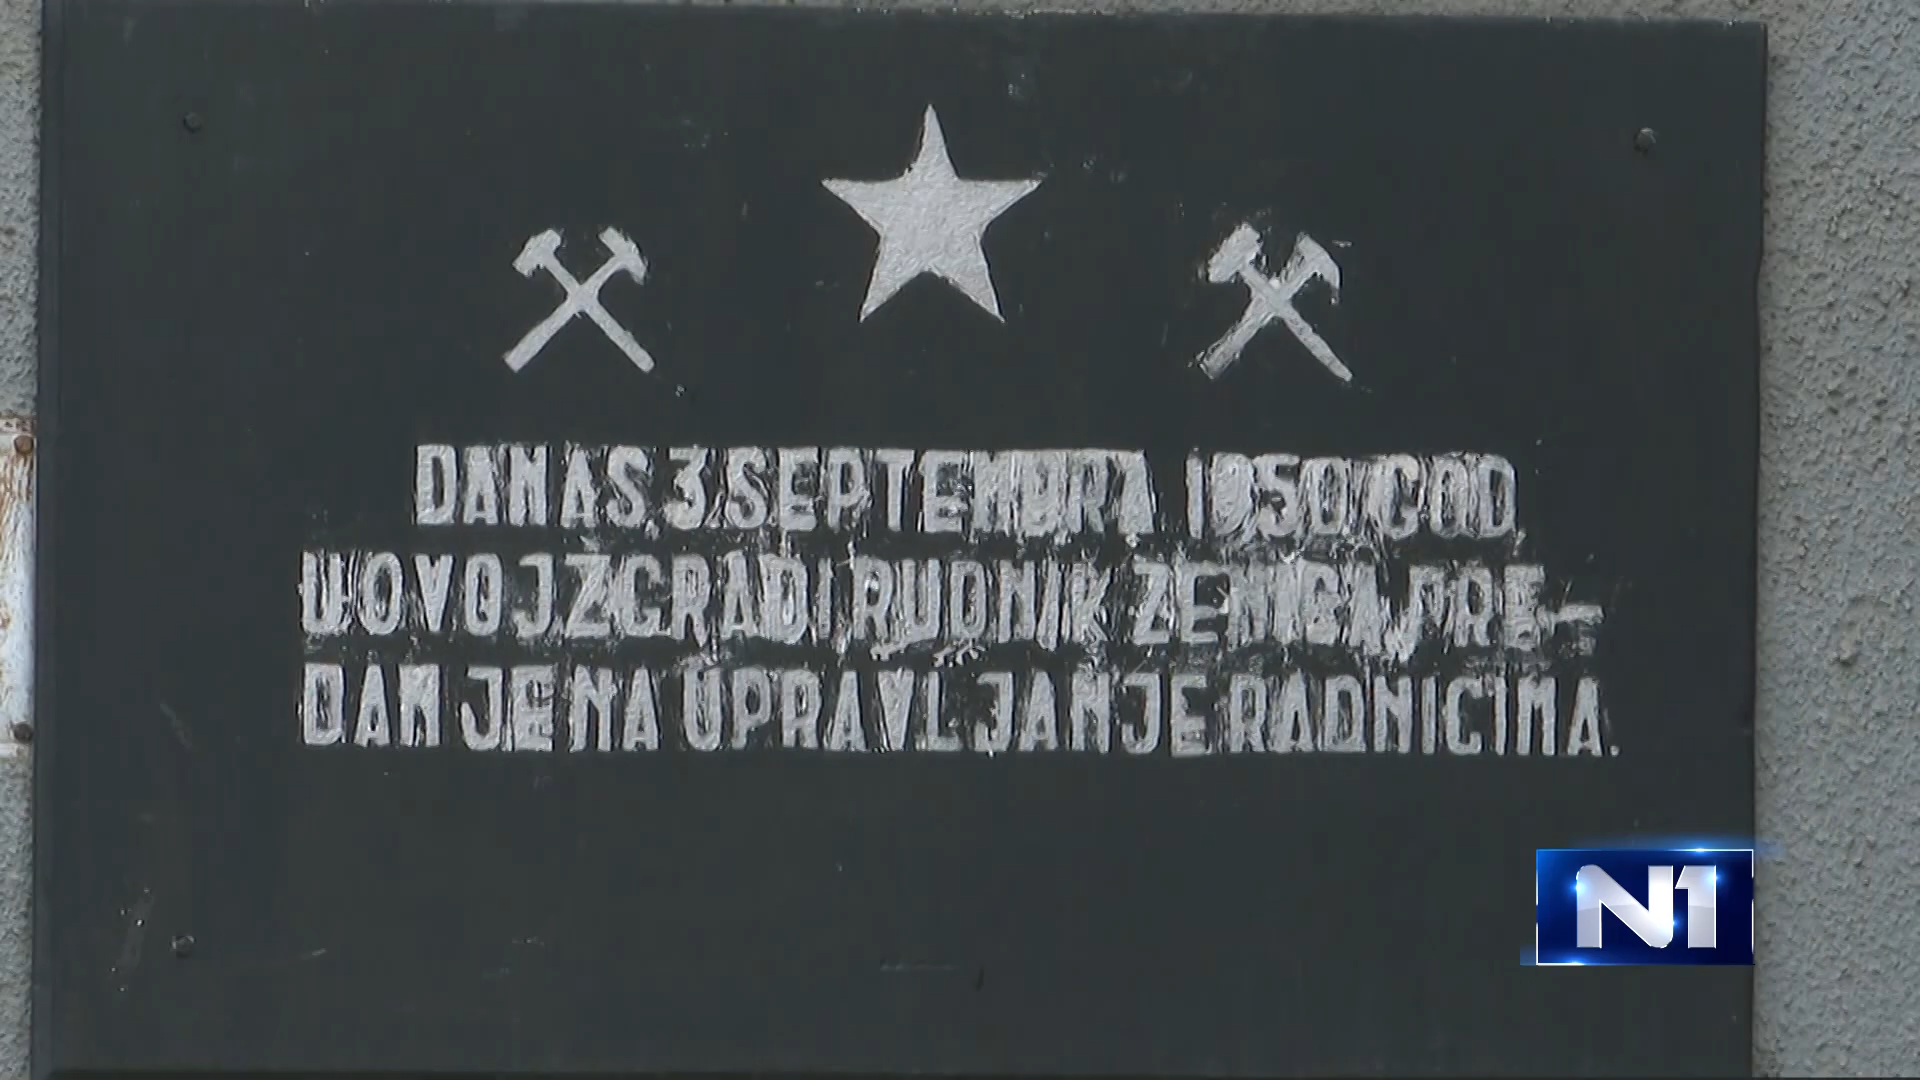 DANAS, 3. SEPTEMBRA 1950 GOD.
U OVOJ ZGRADI RUDNIK ZENICA, PRE-
DAN JE NA UPRAVLJANJE RADNICIMA.
N1